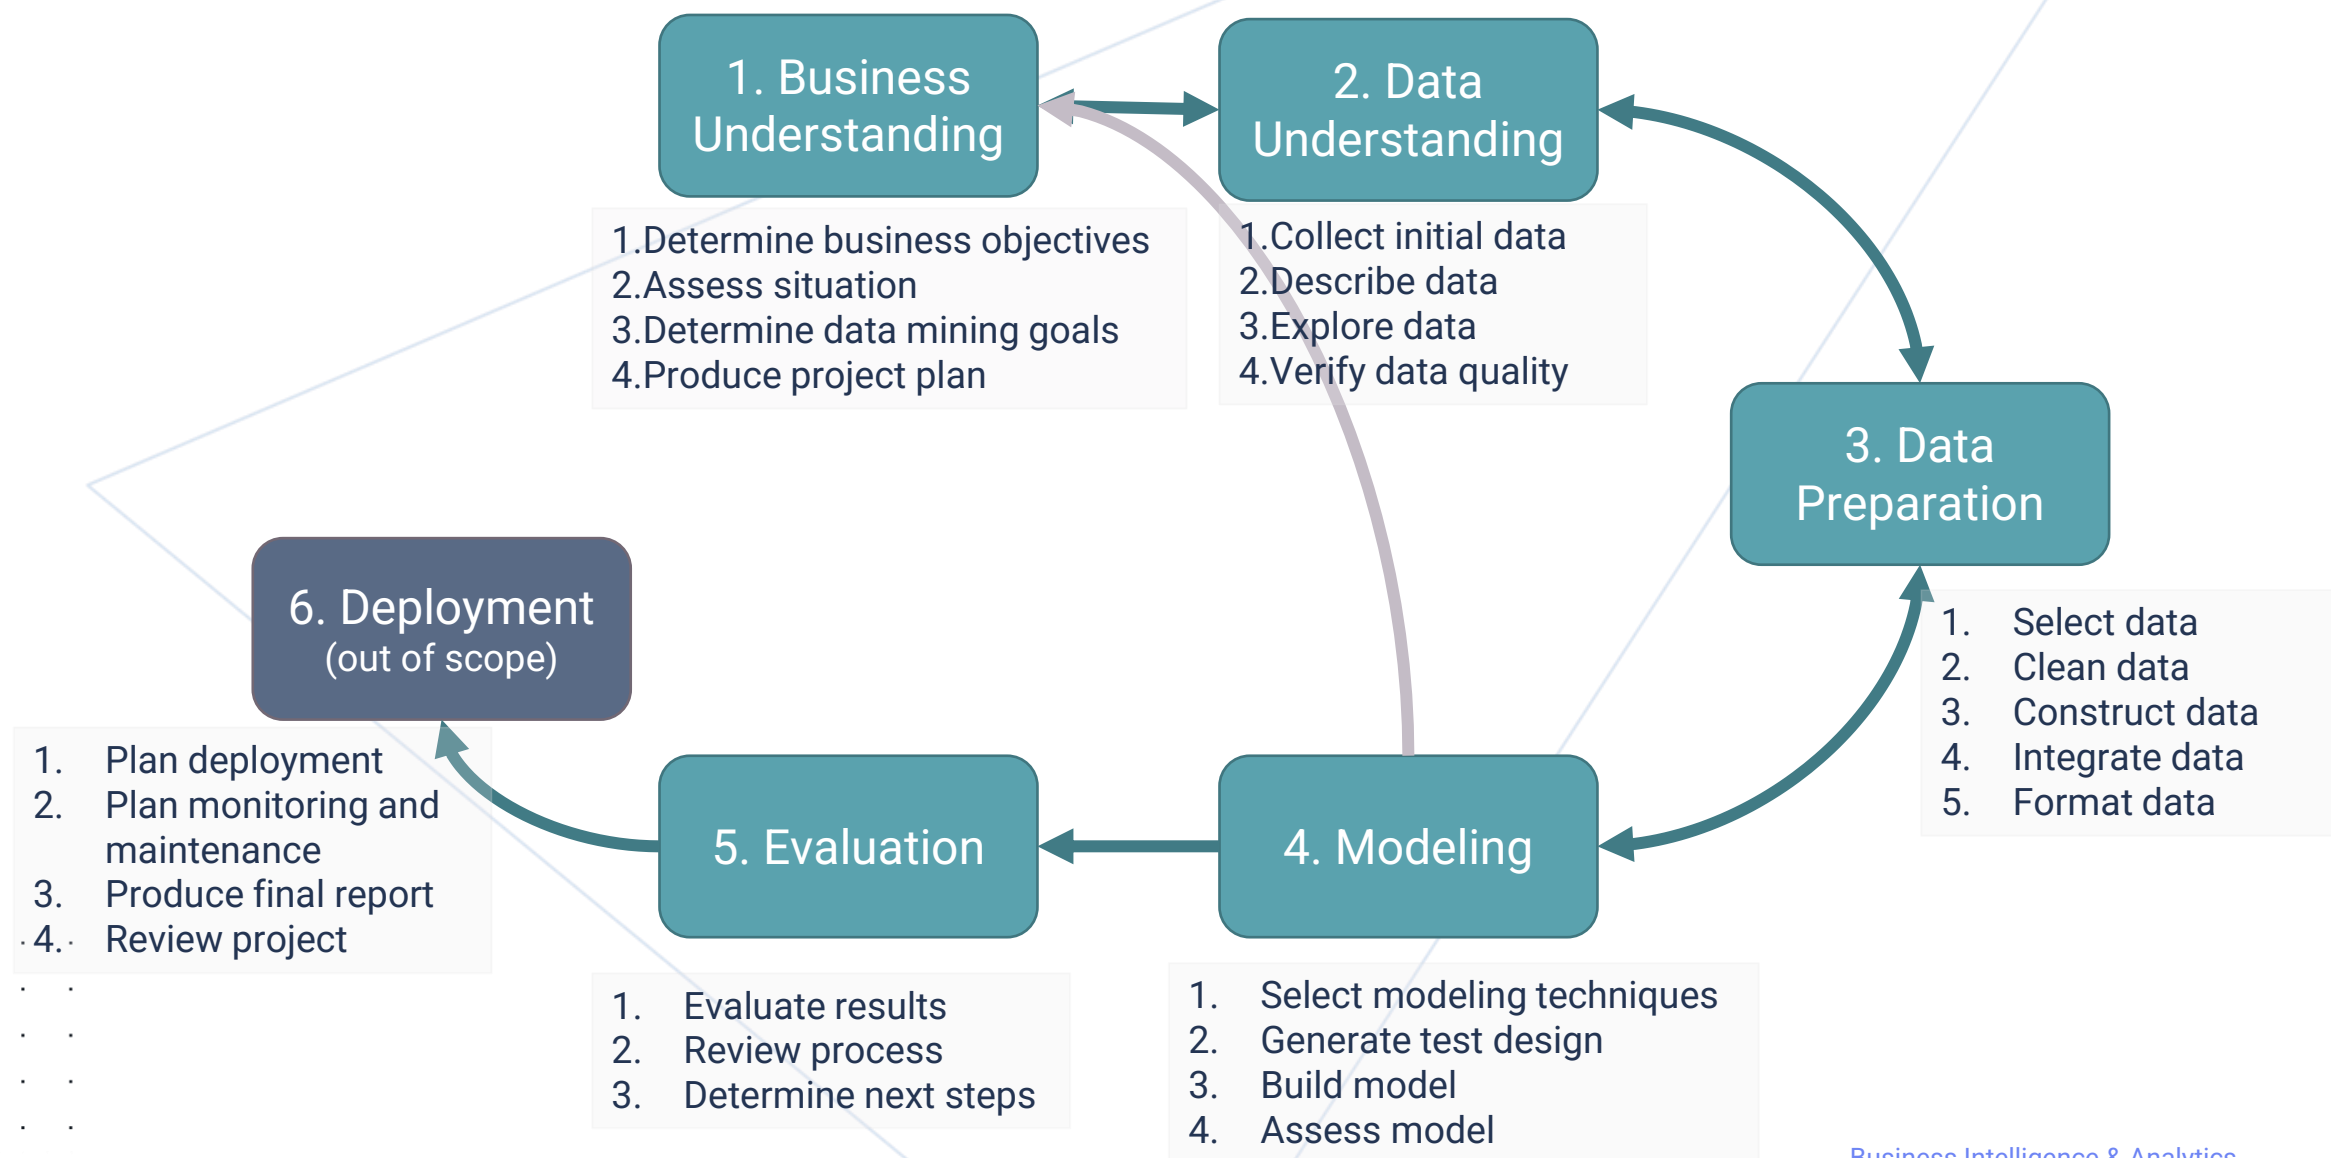 1. Business
Understanding
1.Determine business objectives
2.Assess situation
3.Determine data mining goals
4.Produce project plan
2. Data
Understanding
1.Collect initial data
2.Describe data
3.Explore data
4.Verify data quality
3. Data
Preparation
1. Select data
2. Clean data
3. Construct data
4. Integrate data
5. Format data
4. Modeling
1. Select modeling techniques
2. Generate test design
3. Build model
4. Assess model
5. Evaluation
1. Evaluate results
2. Review process
3. Determine next steps
6. Deployment
(out of scope)
1. Plan deployment
2. Plan monitoring and
maintenance
3. Produce final report
4. Review project
Business Intelligence & Analytics